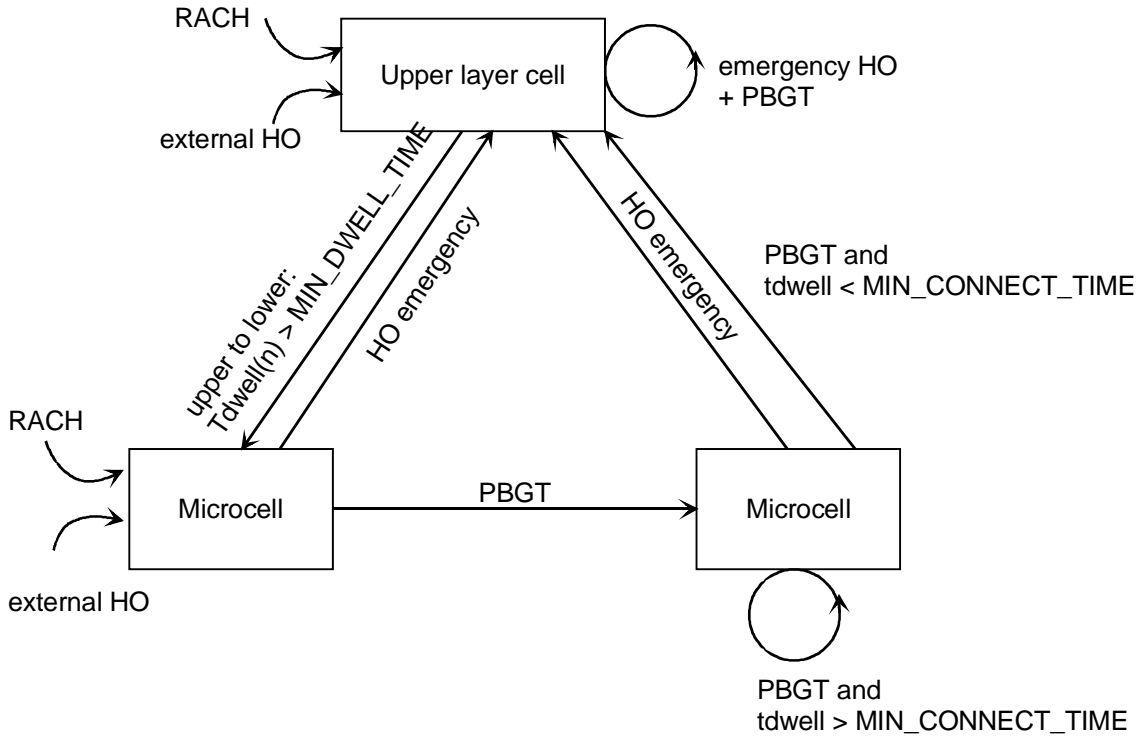 RACH
Upper layer cell
emergency HO
+ PBGT
external HO
upper to lower:
Tdwell(n) > MIN_DWELL_TIME
HO emergency
HO emergency
PBGT and
tdwell < MIN_CONNECT_TIME
RACH
Microcell
PBGT
Microcell
external HO
PBGT and
tdwell > MIN_CONNECT_TIME